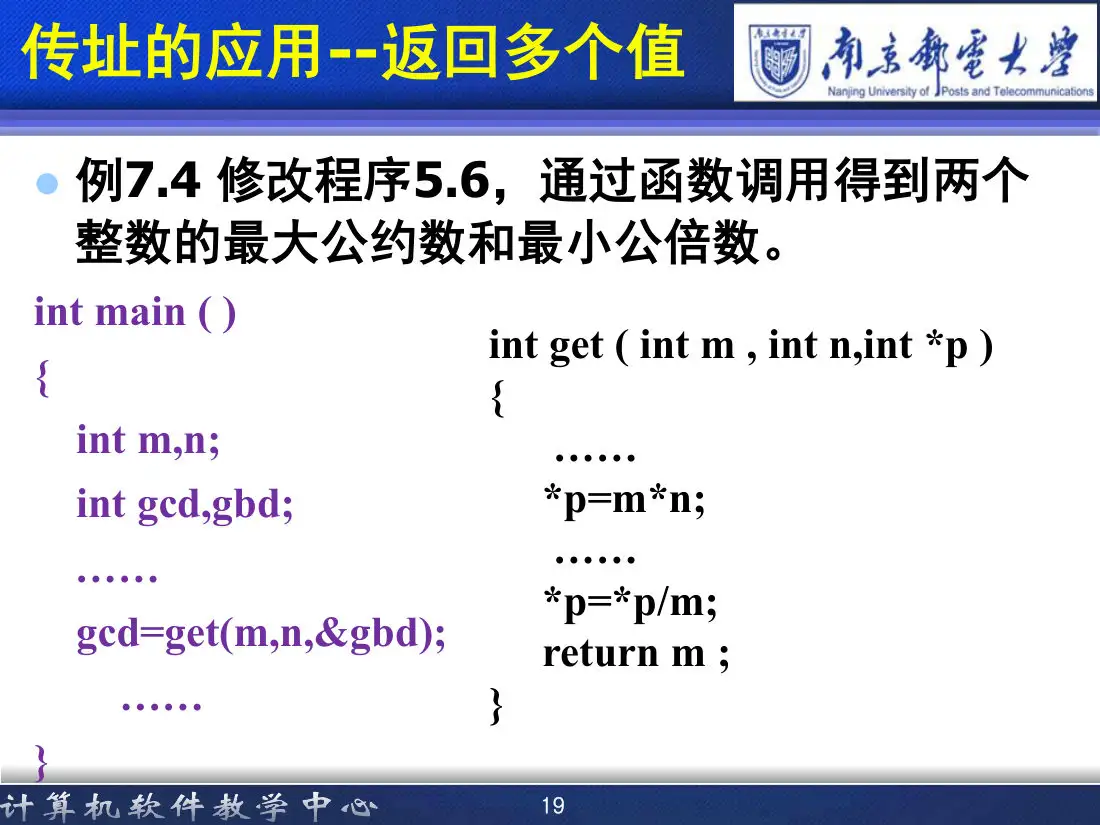 传址的应用--返回多个值
南京邮电大学
Nanjing University of Posts and Telecommunications
例7.4 修改程序5.6，通过函数调用得到两个
整数的最大公约数和最小公倍数。
int main ( )
{
int m,n;
int gcd,gbd;
……
gcd=get(m,n,&gbd);
……
}
int get ( int m , int n,int *p )
{
……
*p=m*n;
……
*p=*p/m;
return m ;
}
计算机软件教学中心
19